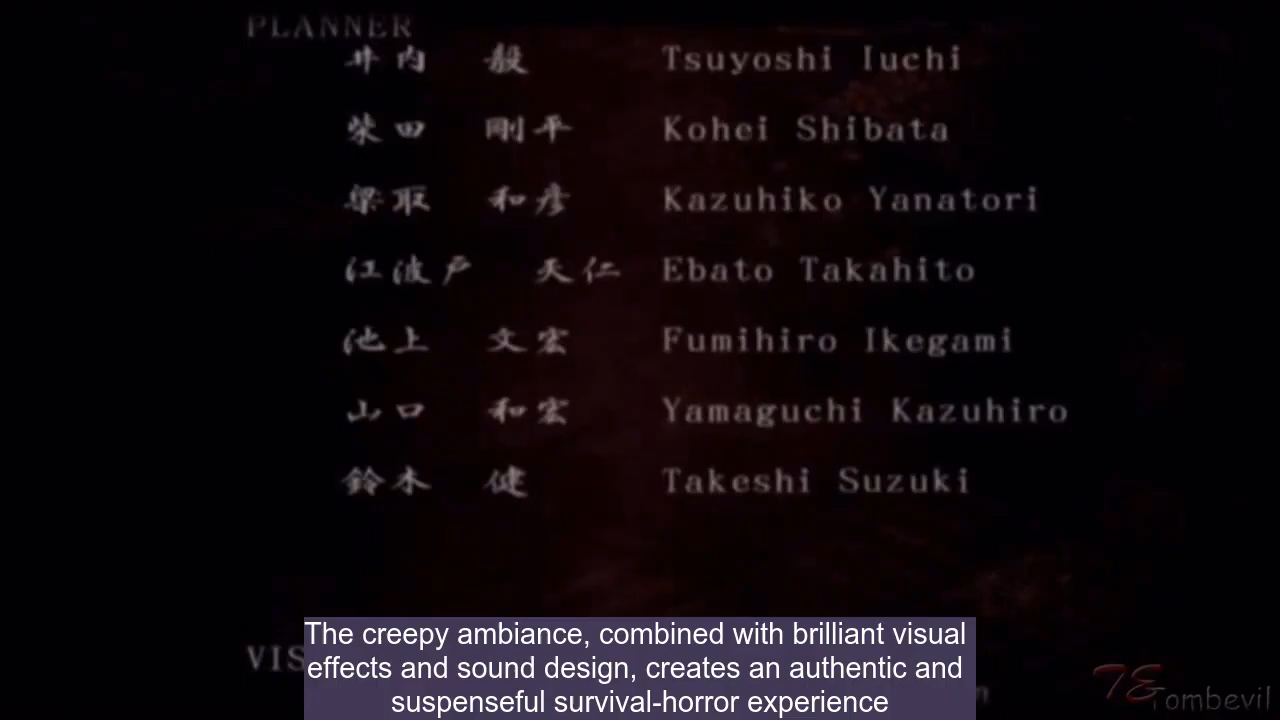 PLANNER
井内 毅 Tsuyoshi Iuchi
柴田 剛平 Kohei Shibata
梁取 和彦 Kazuhiko Yanatori
江波戸 天仁 Ebato Takahito
池上 文宏 Fumihiro Ikegami
山口 和宏 Yamaguchi Kazuhiro
鈴木 健 Takeshi Suzuki
The creepy ambiance, combined with brilliant visual
effects and sound design, creates an authentic and
suspenseful survival-horror experience
Tombevil